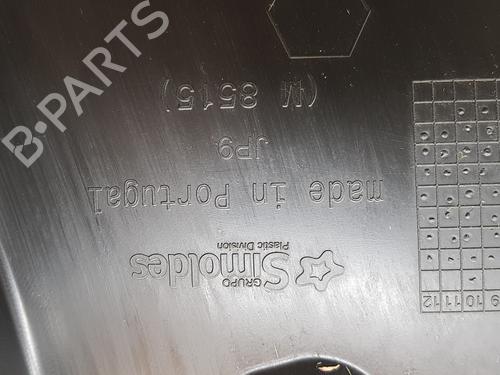 GRUPO
Simoldes
Plastic Division
made in Portugal
JP9
(M 8515)
9 10 11 12
B-PARTS